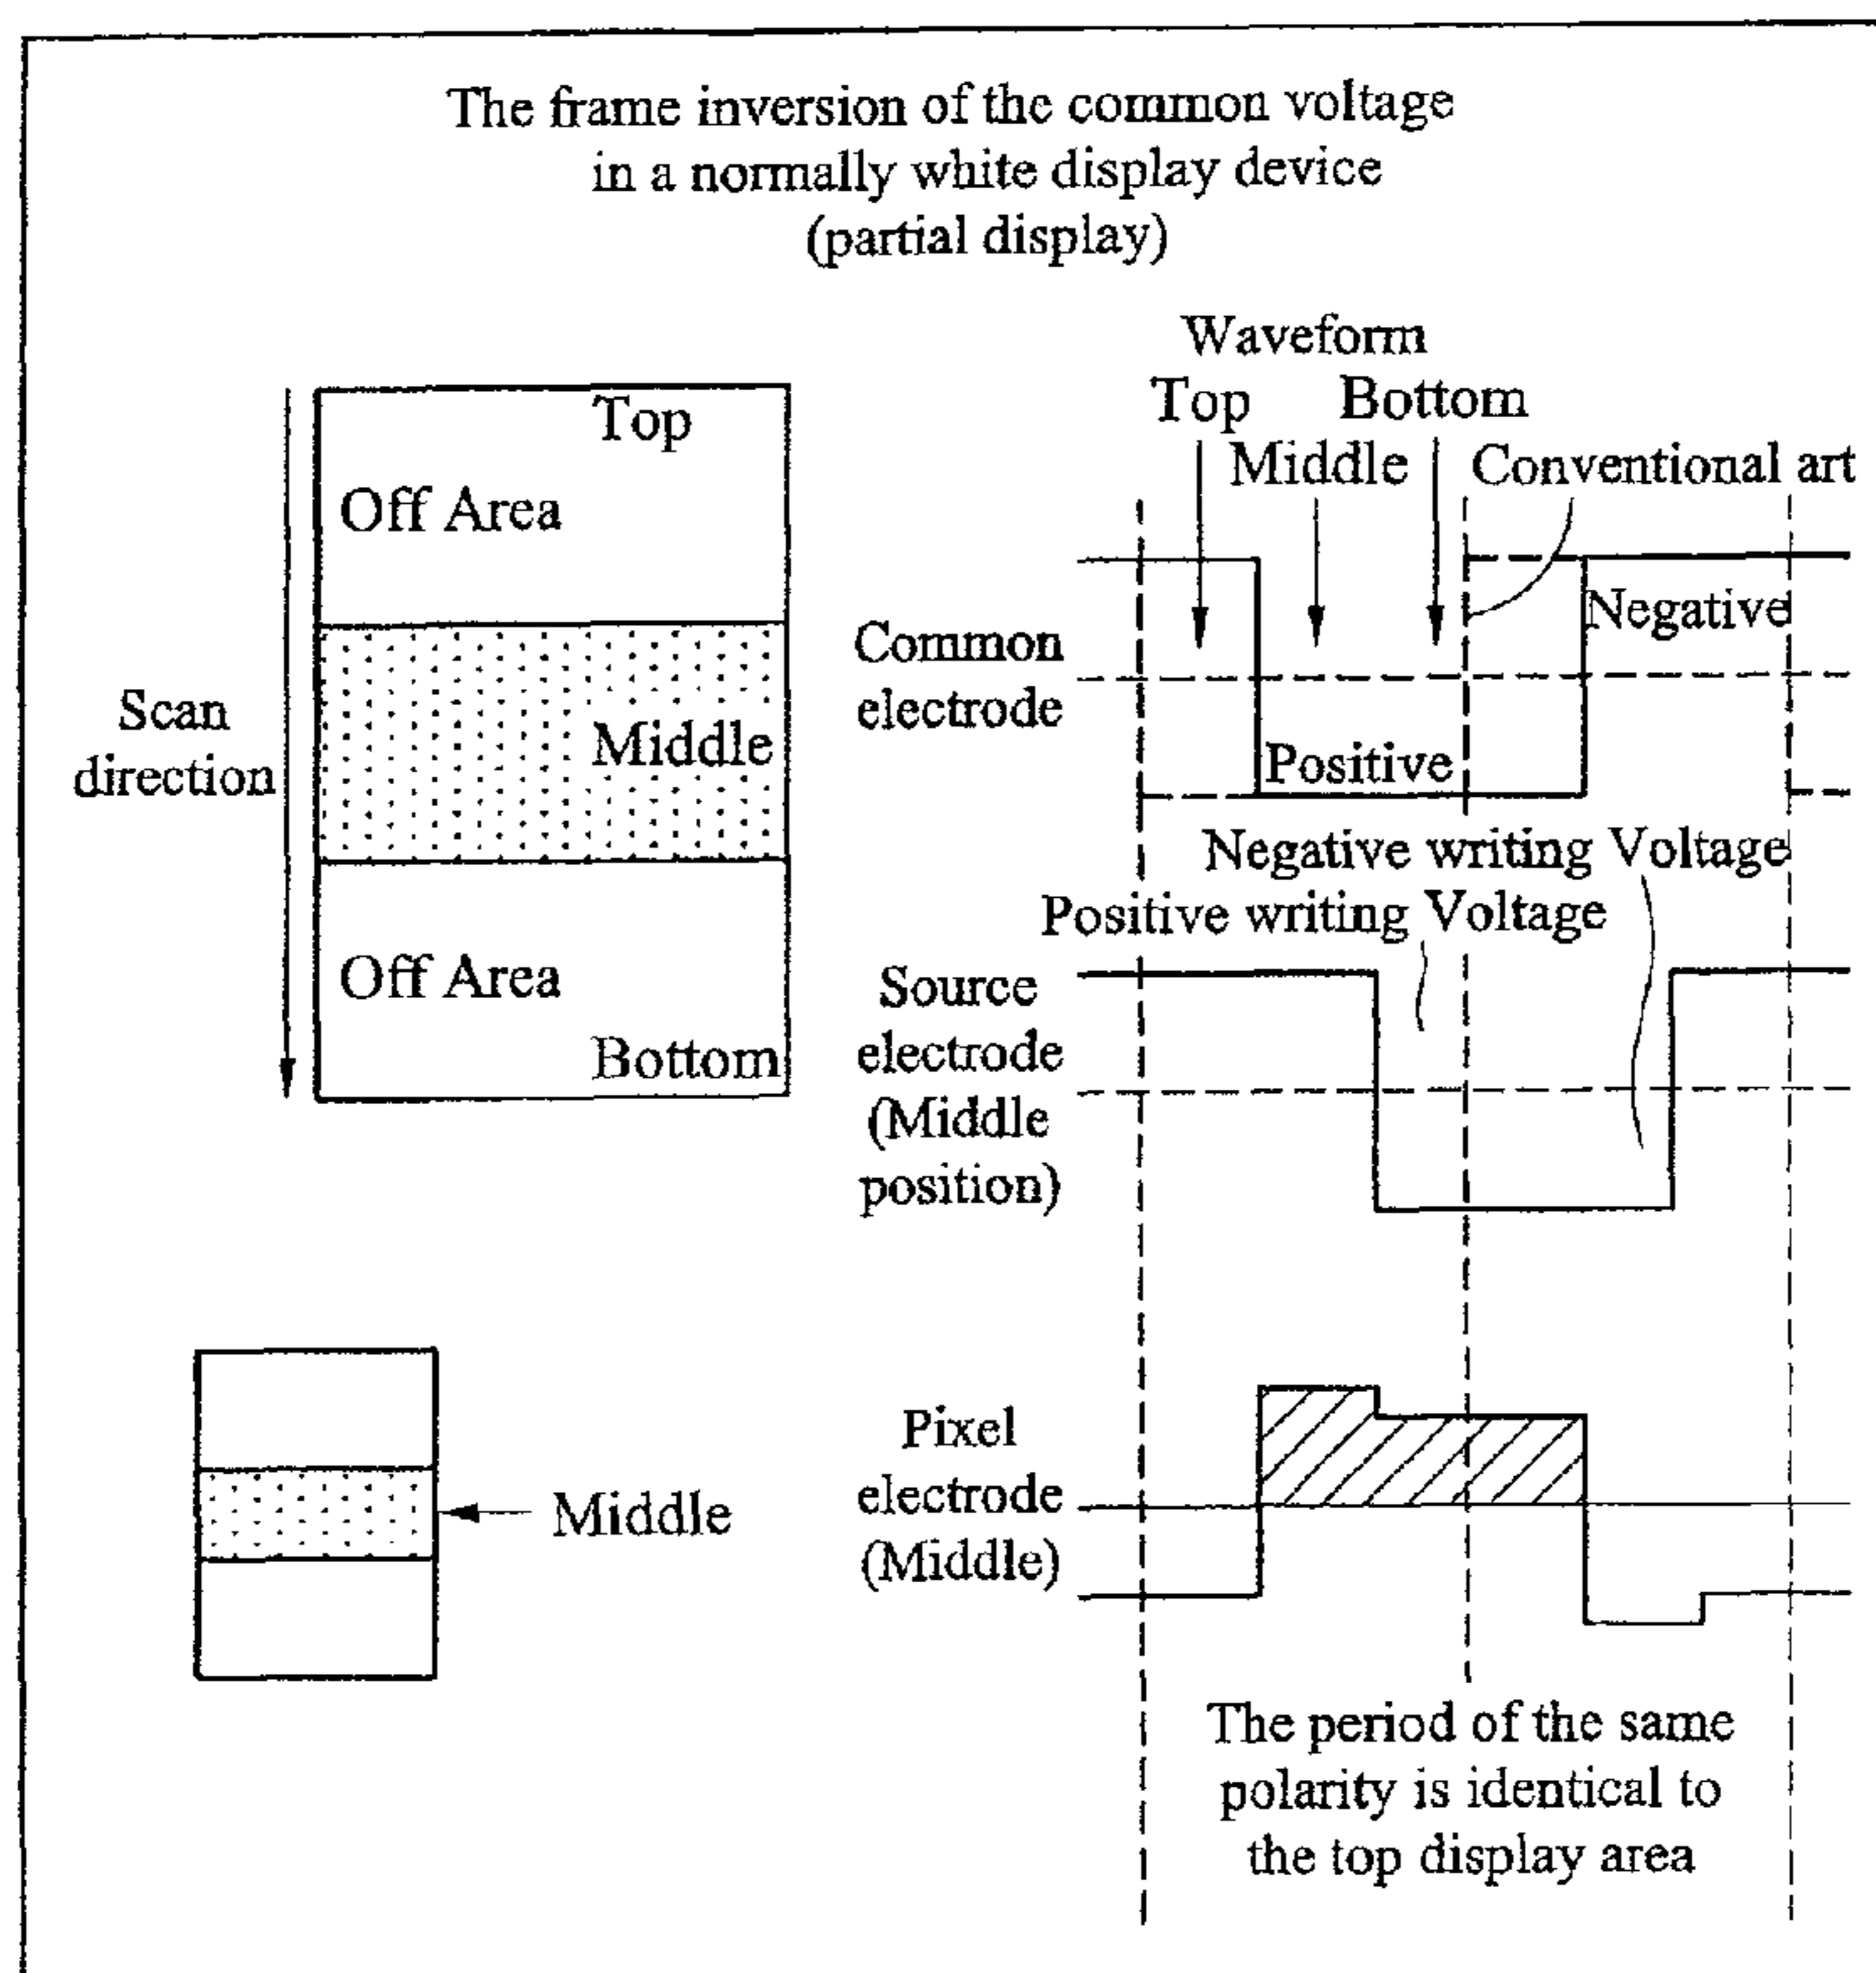 The frame inversion of the common voltage
in a normally white display device
(partial display)
Top
Off Area
Scan
direction
Middle
Off Area
Bottom
Middle
Waveform
Top
Bottom
Middle
Conventional art
Common
electrode
Negative
Positive
Negative writing Voltage
Positive writing Voltage
Source
electrode
(Middle
position)
Pixel
electrode
(Middle)
The period of the same
polarity is identical to
the top display area